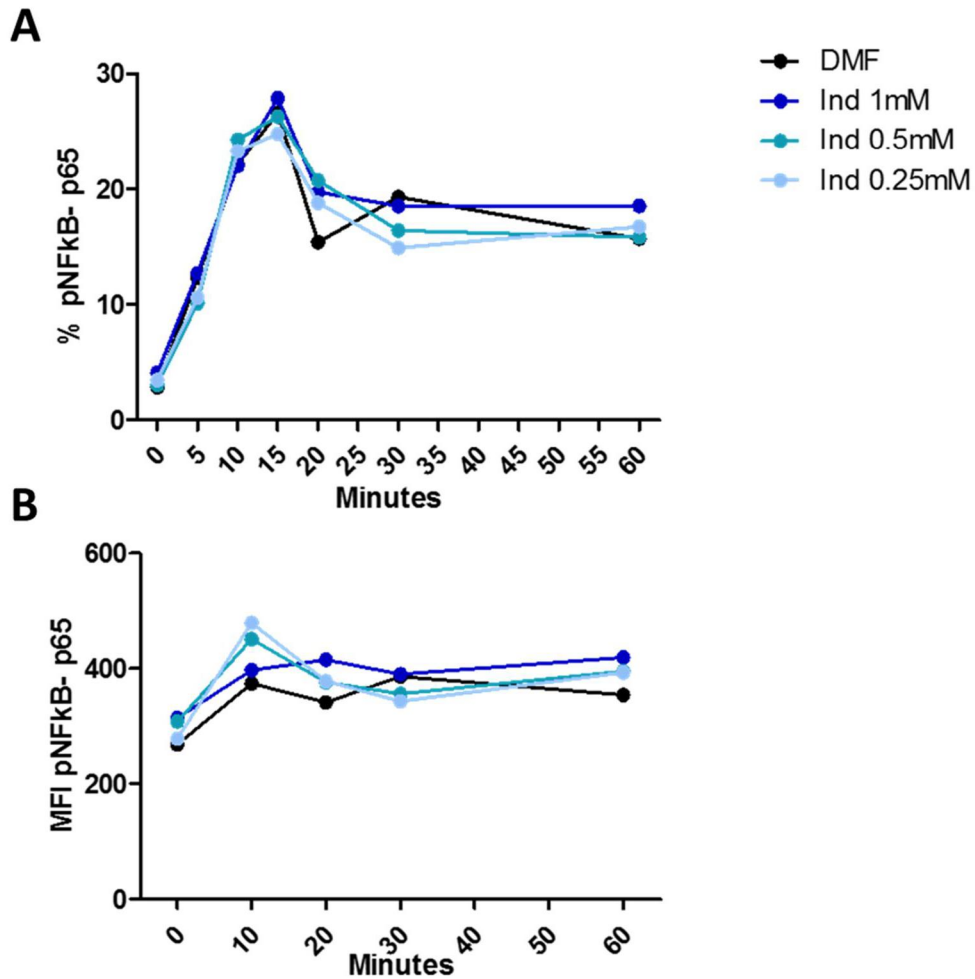 A
30
20
10
0
% pNFkB- p65
0 5 10 15 20 25 30 35 40 45 50 55 60
Minutes
DMF
Ind 1mM
Ind 0.5mM
Ind 0.25mM
B
600
400
200
0
MFI pNFkB- p65
0 10 20 30 40 50 60
Minutes